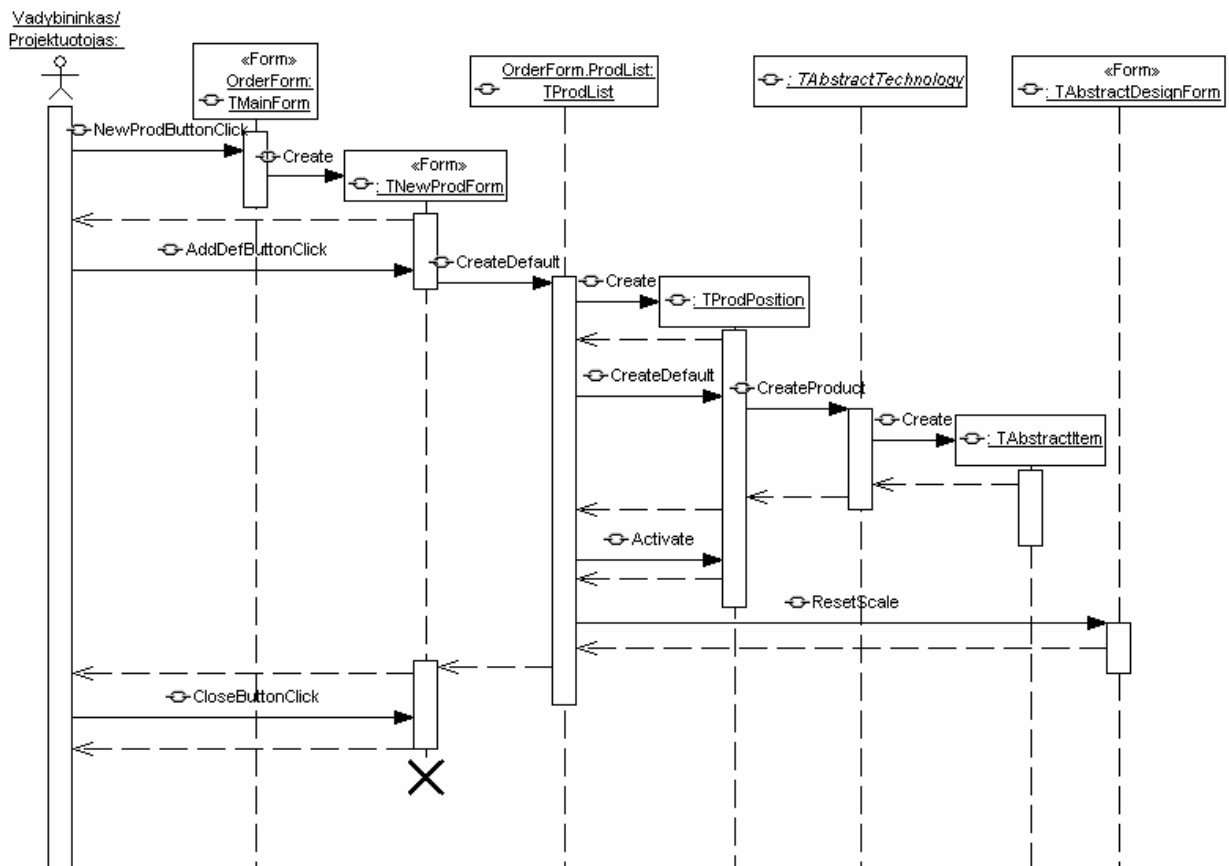 Vadybininkas/
Projektuotojas:
«Form»
OrderForm:
TMainForm
OrderForm.ProdList:
TProdList
: TAbstractTechnology
«Form»
: TAbstractDesignForm
NewProdButtonClick
Create
«Form»
: TNewProdForm
AddDefButtonClick
CreateDefault
Create
: TProdPosition
CreateDefault
CreateProduct
Create
: TAbstractItem
Activate
ResetScale
CloseButtonClick